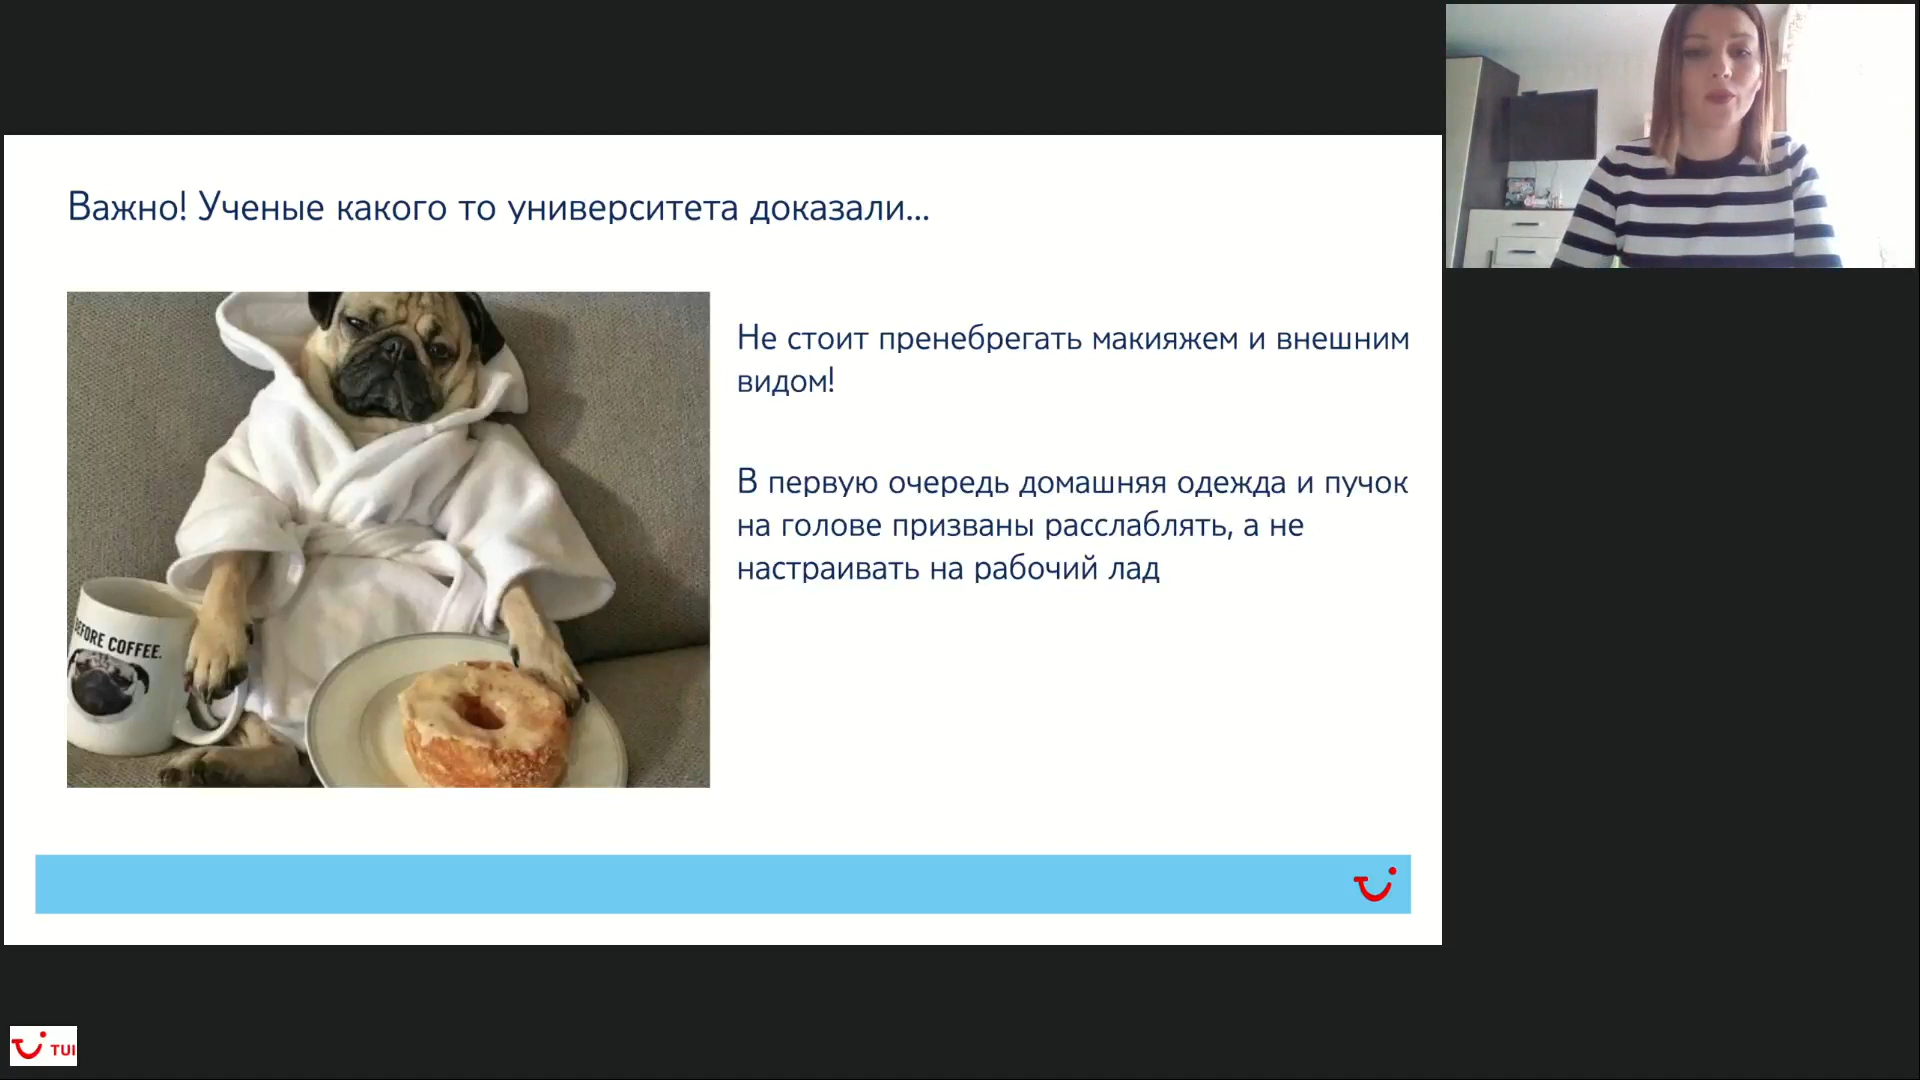 Важно! Ученые какого то университета доказали...
Не стоит пренебрегать макияжем и внешним
видом!
В первую очередь домашняя одежда и пучок
на голове призваны расслаблять, а не
настраивать на рабочий лад
BEFORE COFFEE.
TUI